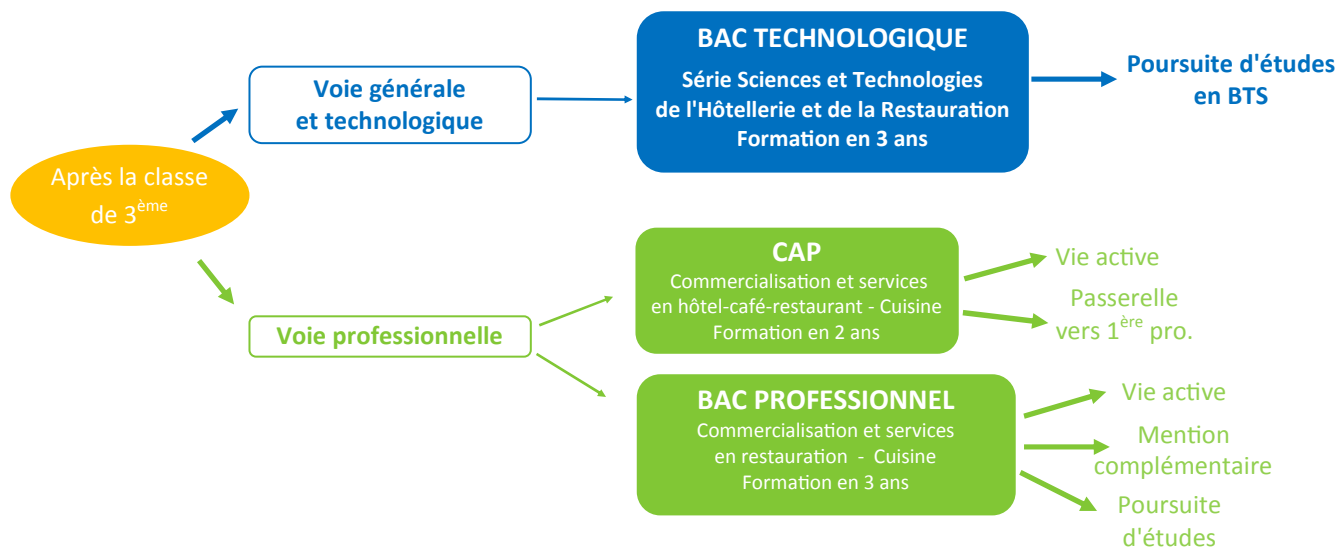 Après la classe
de 3ème
Voie générale
et technologique
BAC TECHNOLOGIQUE
Série Sciences et Technologies
de l'Hôtellerie et de la Restauration
Formation en 3 ans
Poursuite d'études
en BTS
Voie professionnelle
CAP
Commercialisation et services
en hôtel-café-restaurant - Cuisine
Formation en 2 ans
Vie active
Passerelle
vers 1ère pro.
BAC PROFESSIONNEL
Commercialisation et services
en restauration - Cuisine
Formation en 3 ans
Vie active
Mention
complémentaire
Poursuite
d'études